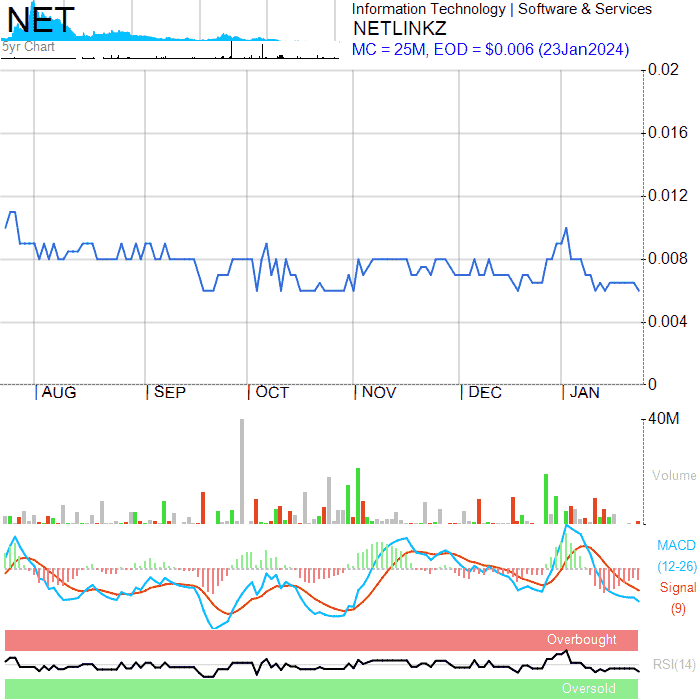 NET
Information Technology | Software & Services
NETLINKZ
5yr Chart
MC = 25M, EOD = $0.006 (23Jan2024)
0.02
0.016
0.012
0.008
0.004
0
|AUG |SEP |OCT |NOV |DEC |JAN
40M
Volume
MACD
(12-26)
Signal
(9)
Overbought
RSI(14)
Oversold